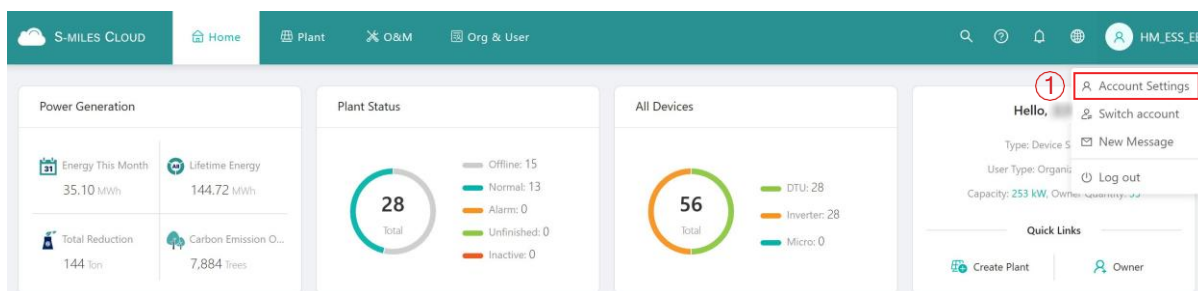 S-MILES CLOUD
Home
Plant
O&M
Org & User
HM_ESS_EE
Power Generation
31
Energy This Month
35.10 MWh
All
Lifetime Energy
144.72 MWh
Total Reduction
144 Ton
Carbon Emission O...
7,884 Trees
Plant Status
28
Total
Offline: 15
Normal: 13
Alarm: 0
Unfinished: 0
Inactive: 0
All Devices
56
Total
DTU: 28
Inverter: 28
Micro: 0
1
Account Settings
Switch account
New Message
Log out
Hello,
Type: Device S
User Type: Organiz
Capacity: 253 kW, Owner Quantity: 55
Quick Links
Create Plant
Owner